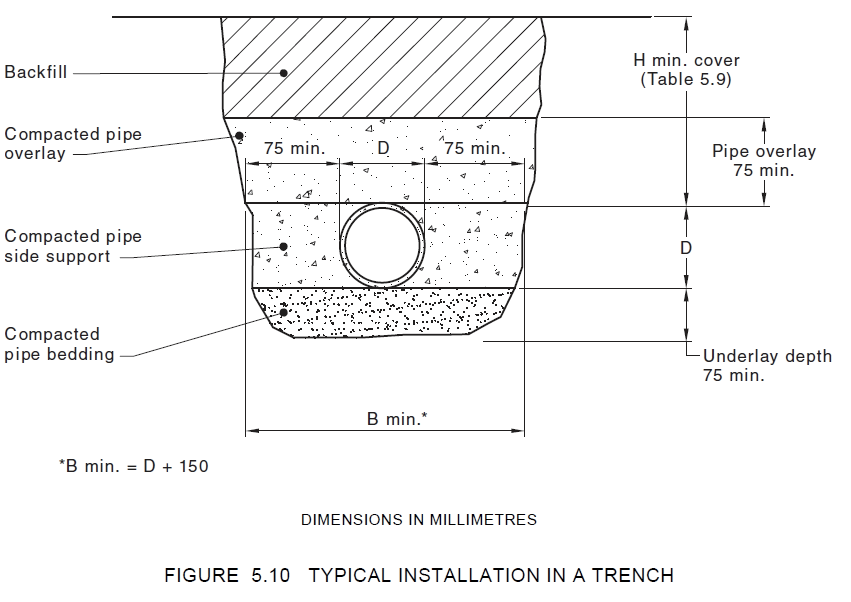 H min. cover
(Table 5.9)
Backfill
Compacted pipe
overlay
75 min.
D
75 min.
Pipe overlay
75 min.
Compacted pipe
side support
D
Compacted
pipe bedding
Underlay depth
75 min.
B min.*
*B min. = D + 150
DIMENSIONS IN MILLIMETRES
FIGURE 5.10 TYPICAL INSTALLATION IN A TRENCH